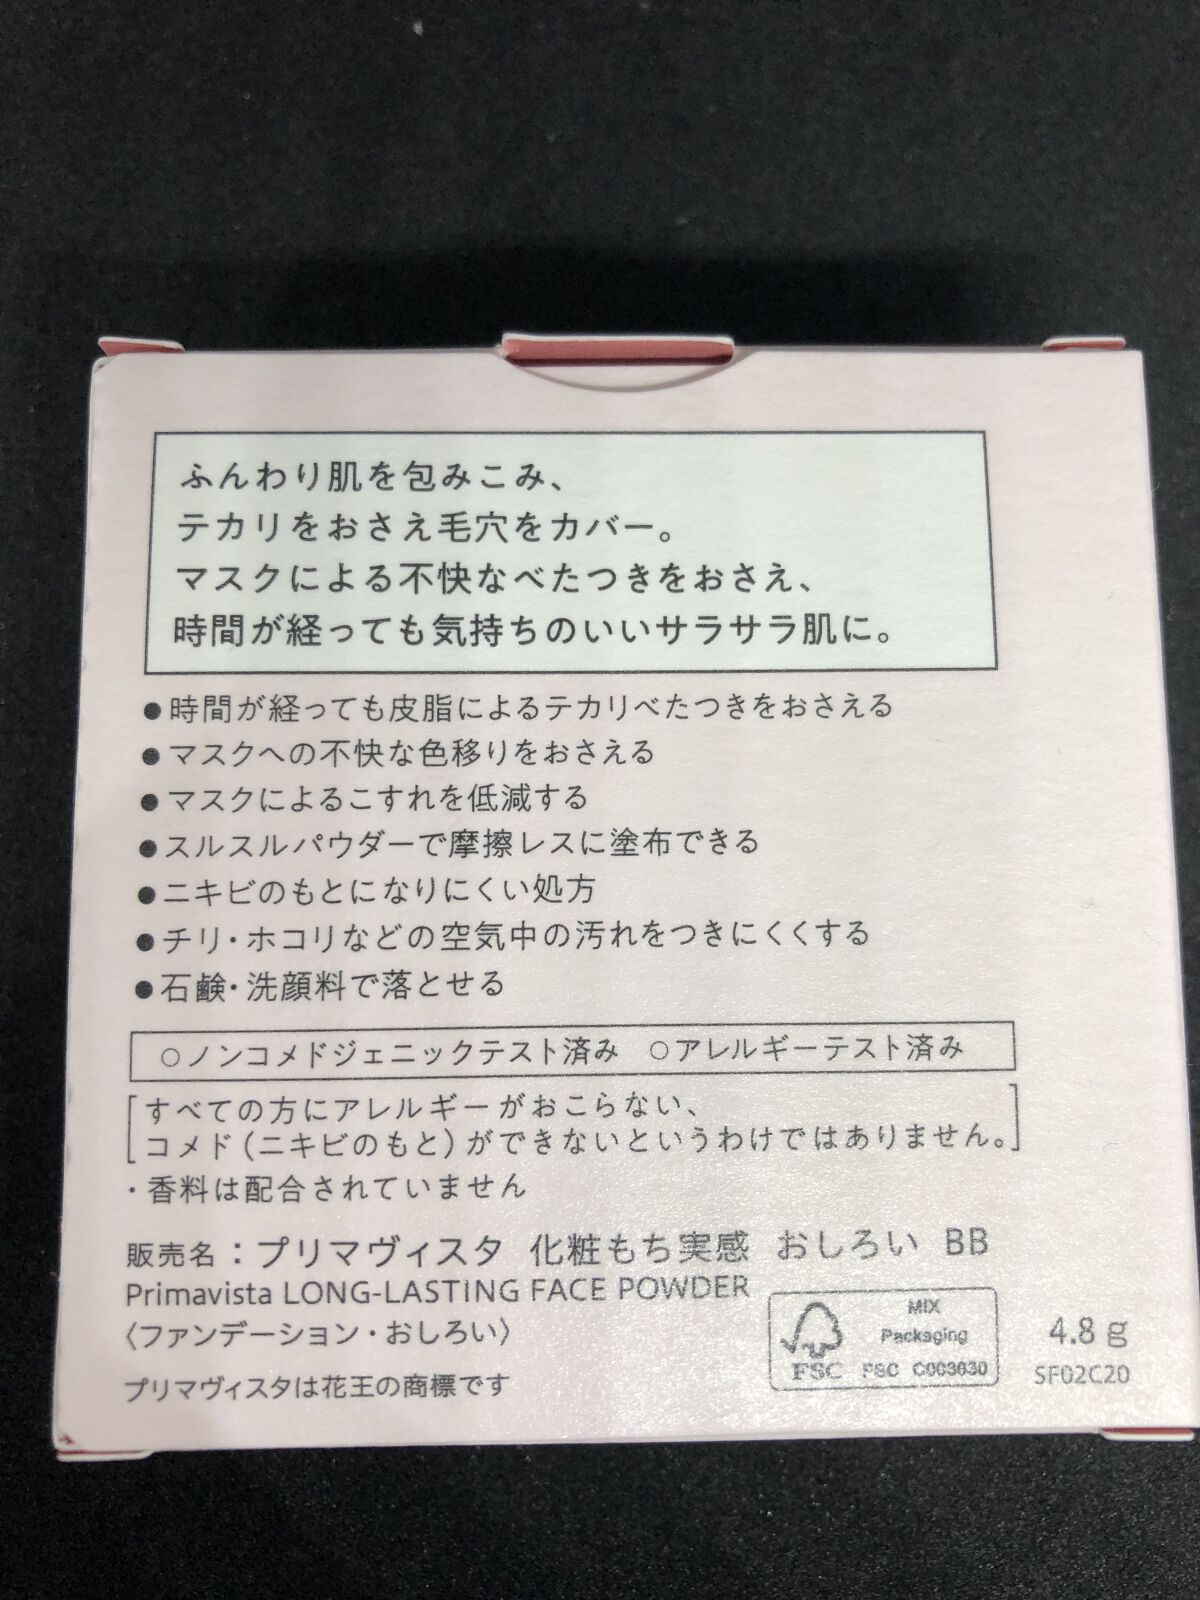 ふんわり肌を包みこみ、
テカリをおさえ毛穴をカバー。
マスクによる不快なべたつきをおさえ、
時間が経っても気持ちのいいサラサラ肌に。
●時間が経っても皮脂によるテカリべたつきをおさえる
●マスクへの不快な色移りをおさえる
●マスクによるこすれを低減する
●スルスルパウダーで摩擦レスに塗布できる
●ニキビのもとになりにくい処方
●チリ・ホコリなどの空気中の汚れをつきにくくする
●石鹸・洗顔料で落とせる
○ノンコメドジェニックテスト済み ○アレルギーテスト済み
[すべての方にアレルギーがおこらない、
コメド(ニキビのもと)ができないというわけではありません。]
・香料は配合されていません
販売名：プリマヴィスタ 化粧もち実感 おしろい BB
Primavista LONG-LASTING FACE POWDER
〈ファンデーション・おしろい〉
プリマヴィスタは花王の商標です
FSC
MIX
Packaging
FSC C003630
4.8 g
SF02C20